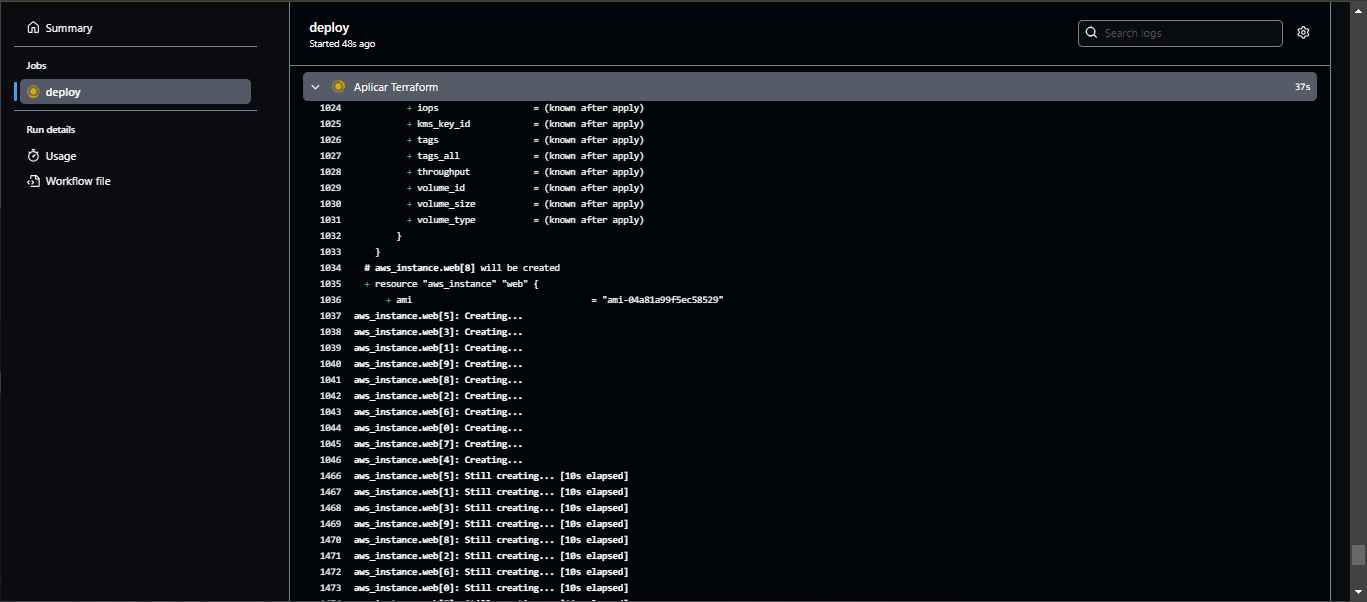 Summary
Jobs
deploy
Run details
Usage
Workflow file
deploy
Started 48s ago
Search logs
Aplicar Terraform 37s
1024 + iops = (known after apply)
1025 + kms_key_id = (known after apply)
1026 + tags = (known after apply)
1027 + tags_all = (known after apply)
1028 + throughput = (known after apply)
1029 + volume_id = (known after apply)
1030 + volume_size = (known after apply)
1031 + volume_type = (known after apply)
1032 }
1033 }
1034 # aws_instance.web[8] will be created
1035 + resource "aws_instance" "web" {
1036 + ami = "ami-04a81a99f5ec58529"
1037 aws_instance.web[5]: Creating...
1038 aws_instance.web[3]: Creating...
1039 aws_instance.web[1]: Creating...
1040 aws_instance.web[9]: Creating...
1041 aws_instance.web[8]: Creating...
1042 aws_instance.web[2]: Creating...
1043 aws_instance.web[6]: Creating...
1044 aws_instance.web[0]: Creating...
1045 aws_instance.web[7]: Creating...
1046 aws_instance.web[4]: Creating...
1466 aws_instance.web[5]: Still creating... [10s elapsed]
1467 aws_instance.web[1]: Still creating... [10s elapsed]
1468 aws_instance.web[3]: Still creating... [10s elapsed]
1469 aws_instance.web[9]: Still creating... [10s elapsed]
1470 aws_instance.web[8]: Still creating... [10s elapsed]
1471 aws_instance.web[2]: Still creating... [10s elapsed]
1472 aws_instance.web[6]: Still creating... [10s elapsed]
1473 aws_instance.web[0]: Still creating... [10s elapsed]